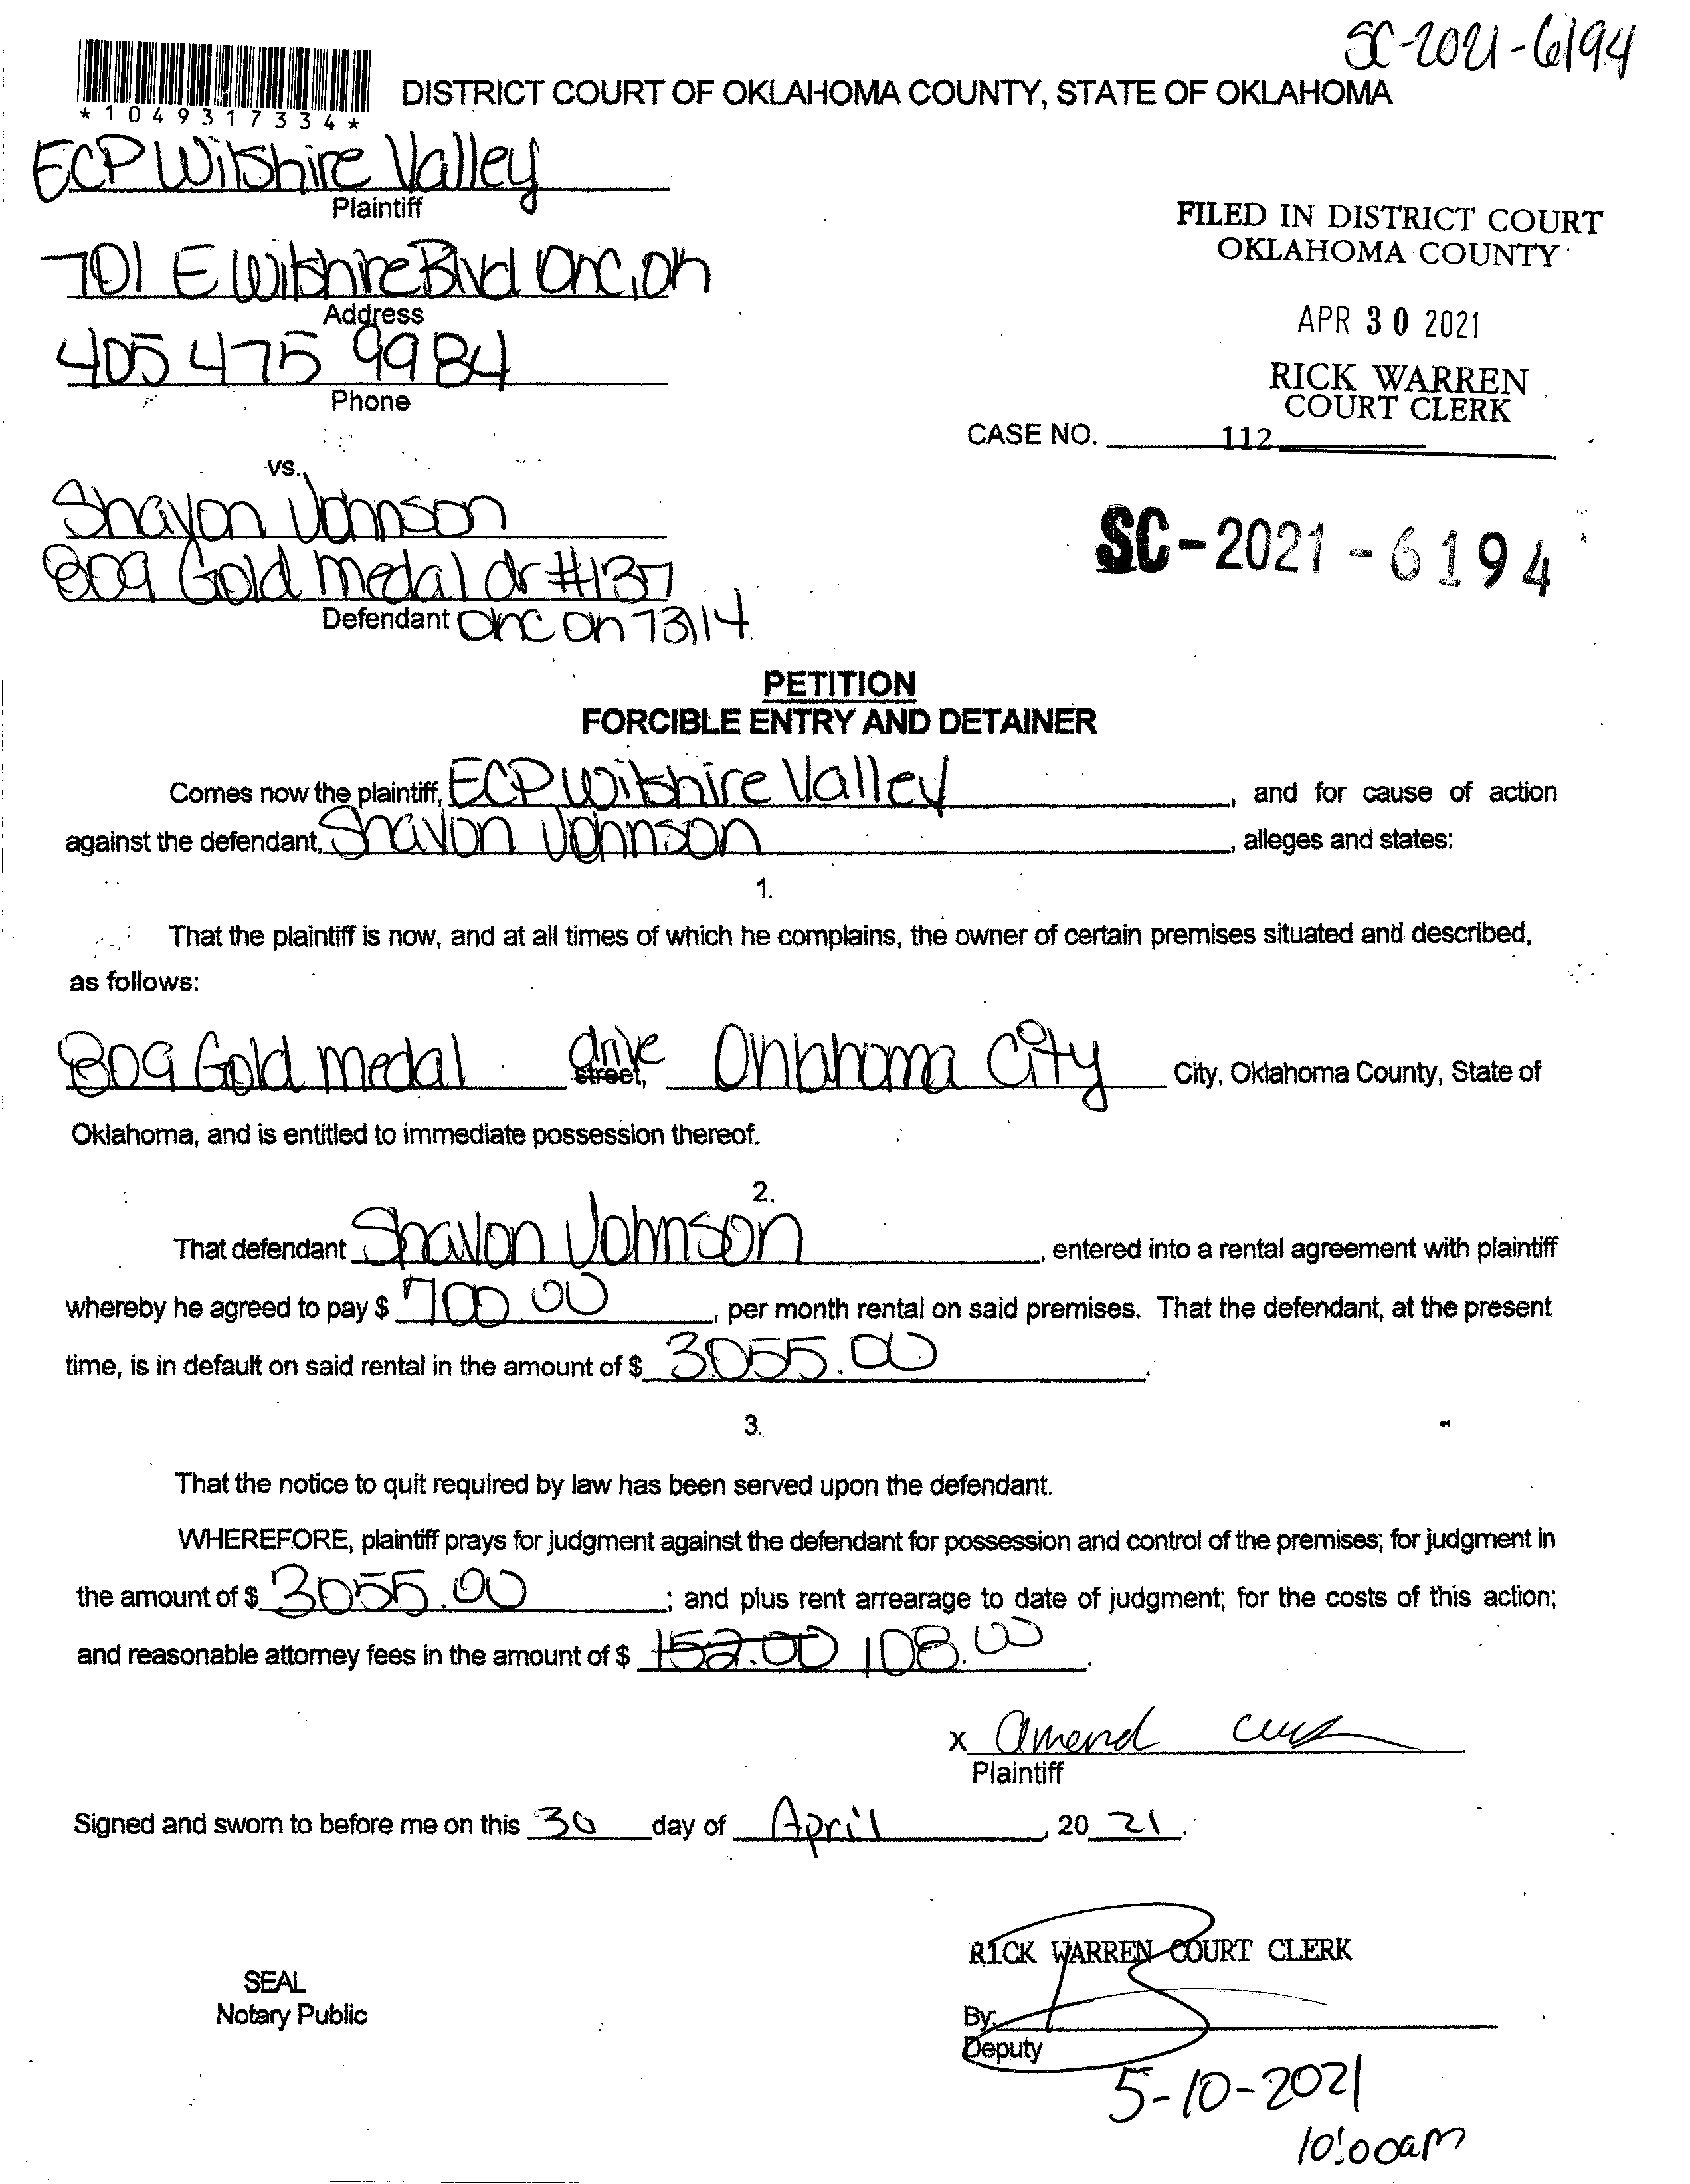 SC-2021-6194
*1049317334*
DISTRICT COURT OF OKLAHOMA COUNTY, STATE OF OKLAHOMA
ECP Wilshire Valley
Plaintiff
FILED IN DISTRICT COURT
OKLAHOMA COUNTY
701 E Wilshire Blvd OKC, OK
Address
APR 30 2021
405 475 9984
Phone
RICK WARREN
COURT CLERK
CASE NO. 112
vs.
Shavon Johnson
SC-2021-6194
809 Gold medal dr #137
Defendant OKC OK 73114
PETITION
FORCIBLE ENTRY AND DETAINER
Comes now the plaintiff, ECP Wilshire Valley, and for cause of action
against the defendant, Shavon Johnson, alleges and states:
1.
That the plaintiff is now, and at all times of which he complains, the owner of certain premises situated and described,
as follows:
809 Gold medal drive street, Oklahoma City City, Oklahoma County, State of
Oklahoma, and is entitled to immediate possession thereof.
2.
That defendant Shavon Johnson, entered into a rental agreement with plaintiff
whereby he agreed to pay $ 700.00, per month rental on said premises. That the defendant, at the present
time, is in default on said rental in the amount of $ 3055.00.
3.
That the notice to quit required by law has been served upon the defendant.
WHEREFORE, plaintiff prays for judgment against the defendant for possession and control of the premises; for judgment in
the amount of $ 3055.00; and plus rent arrearage to date of judgment; for the costs of this action;
and reasonable attorney fees in the amount of $ 152.00 108.00.
x
Plaintiff
Signed and sworn to before me on this 30 day of April, 20 21.
RICK WARREN COURT CLERK
SEAL
Notary Public
By:
Deputy
5-10-2021
10:00am